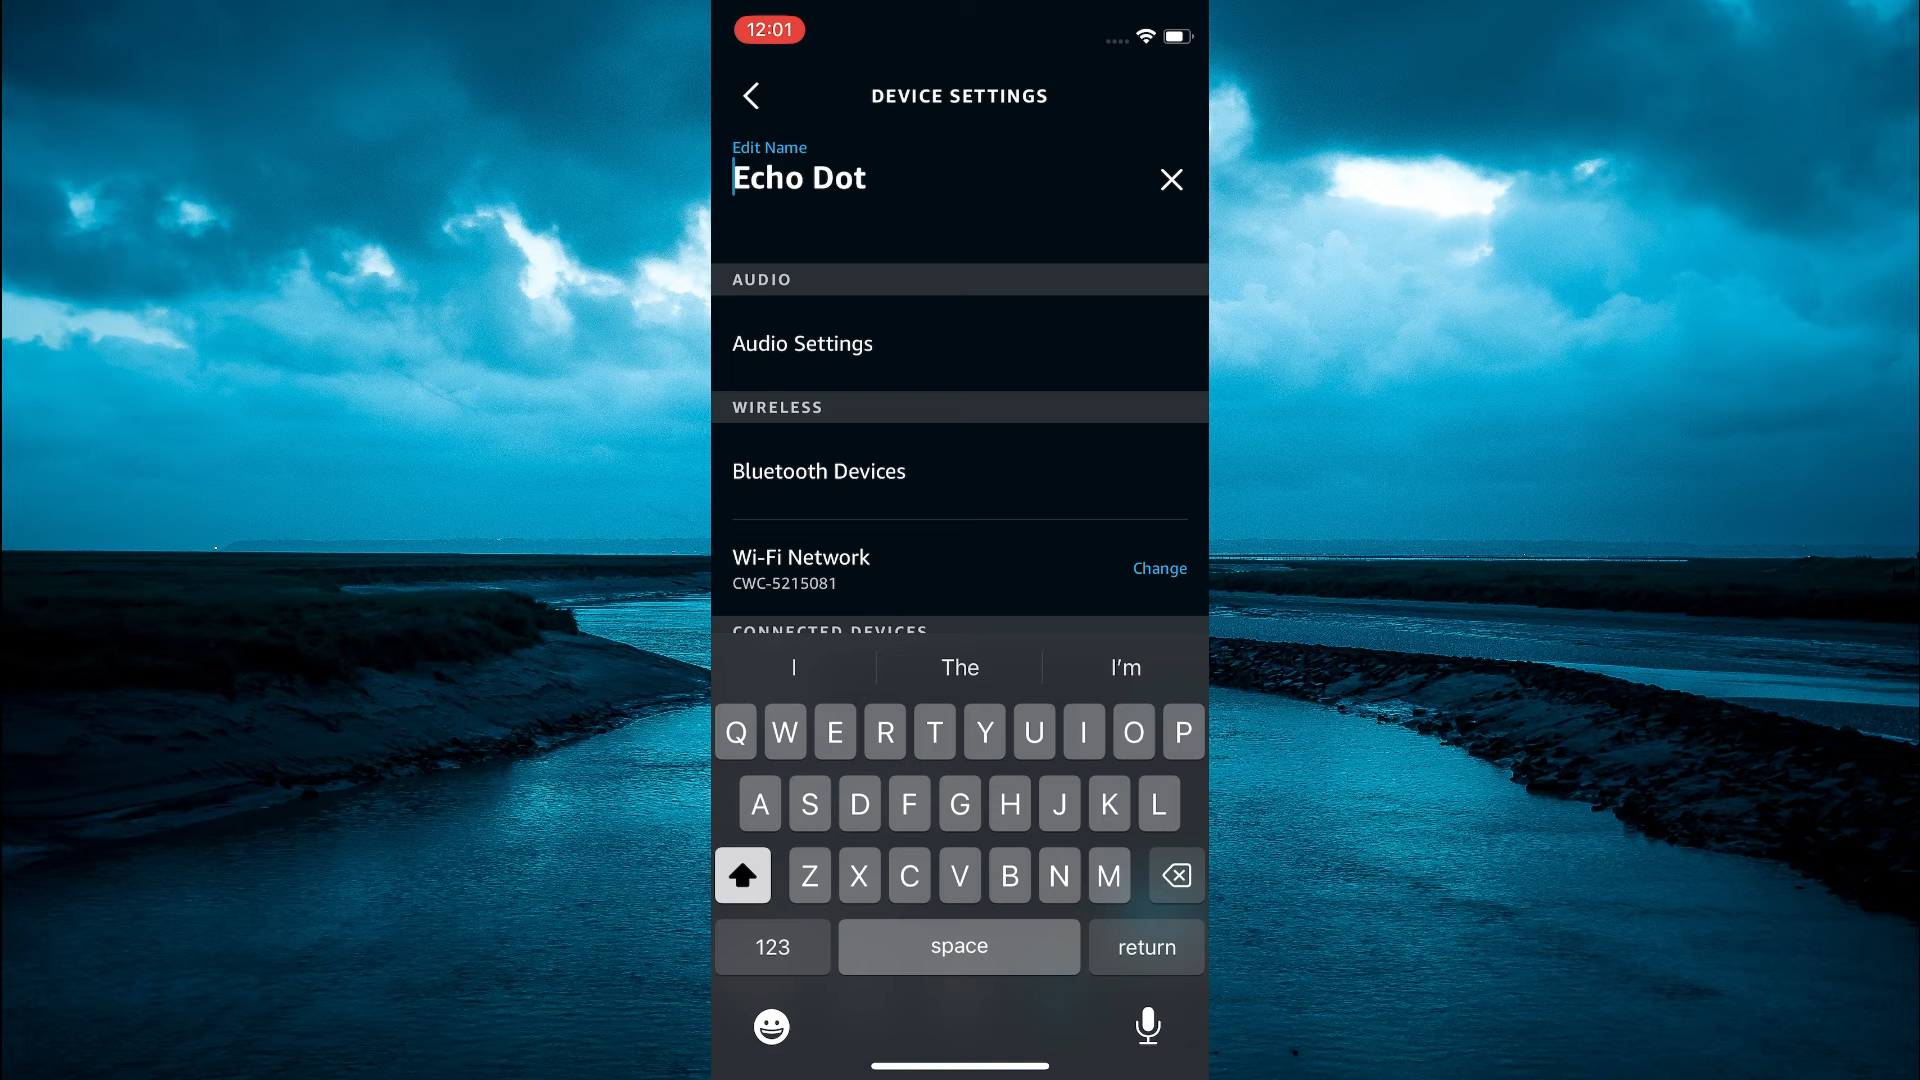 12:01
DEVICE SETTINGS
Edit Name
Echo Dot
AUDIO
Audio Settings
WIRELESS
Bluetooth Devices
Wi-Fi Network
CWC-5215081
Change
CONNECTED DEVICES
I The I'm
Q W E R T Y U I O P
A S D F G H J K L
Z X C V B N M
123 space return